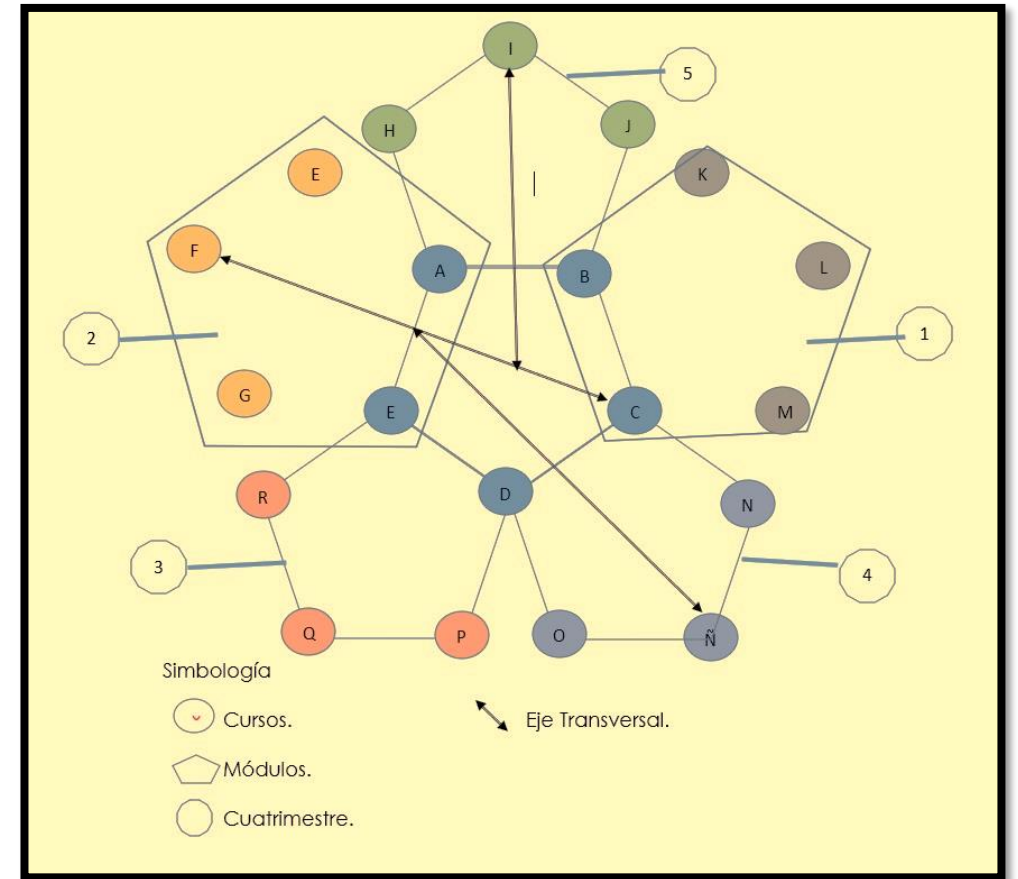 I
5
H
J
E
K
F
A
B
L
2
1
G
E
C
M
R
D
N
3
4
Q
P
O
Ñ
Simbología
Cursos.
Eje Transversal.
Módulos.
Cuatrimestre.